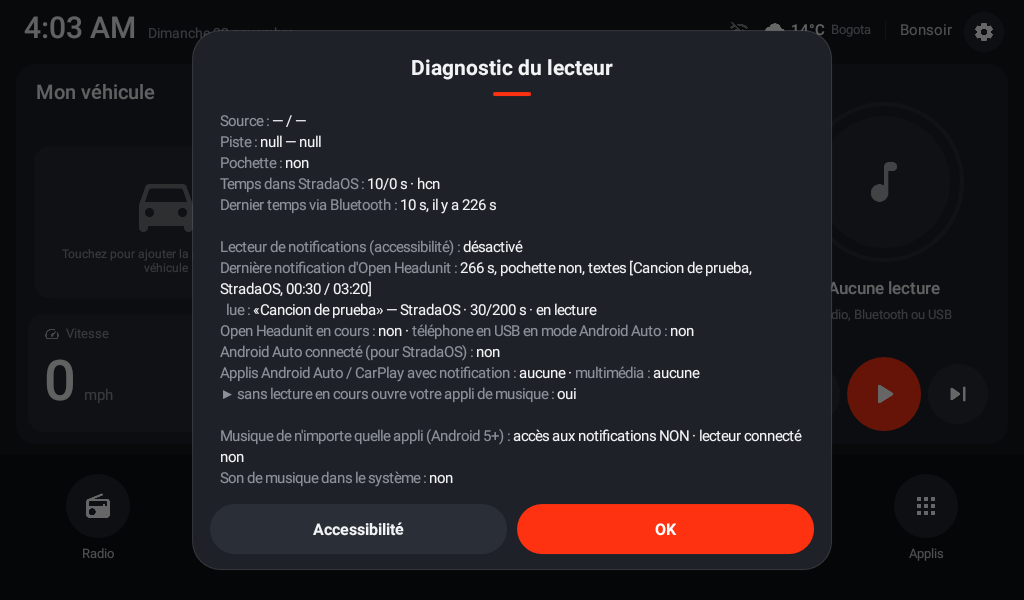 4:03 AM
Dimanche
14°C Bogota
Bonsoir
Mon véhicule
Touchez pour ajouter la
véhicule
Vitesse
0 mph
Diagnostic du lecteur
Source : — / —
Piste : null — null
Pochette : non
Temps dans StradaOS : 10/0 s · hcn
Dernier temps via Bluetooth : 10 s, il y a 226 s
Lecteur de notifications (accessibilité) : désactivé
Dernière notification d'Open Headunit : 266 s, pochette non, textes [Cancion de prueba,
StradaOS, 00:30 / 03:20]
lue : «Cancion de prueba» — StradaOS · 30/200 s · en lecture
Open Headunit en cours : non · téléphone en USB en mode Android Auto : non
Android Auto connecté (pour StradaOS) : non
Applis Android Auto / CarPlay avec notification : aucune · multimédia : aucune
► sans lecture en cours ouvre votre appli de musique : oui
Musique de n'importe quelle appli (Android 5+) : accès aux notifications NON · lecteur connecté
non
Son de musique dans le système : non
Accessibilité
OK
Aucune lecture
Bluetooth ou USB
Radio
Applis